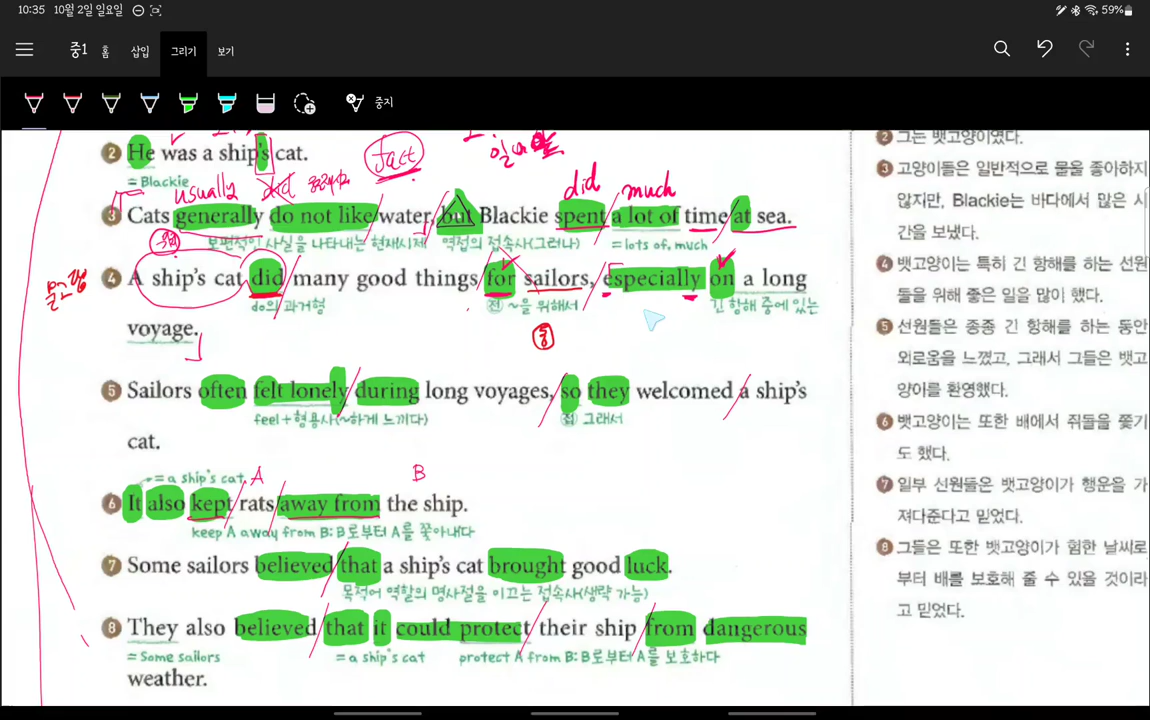 10:35 10월 2일 일요일 59%
중1 홈 삽입 그리기 보기
중지
② He was a ship's cat. fact
= Blackie
usually did did much
③ Cats generally do not like water, but Blackie spent a lot of time at sea.
보편적인 사실을 나타내는 현재시제 역접의 접속사(그러나) = lots of, much
④ A ship's cat did many good things for sailors, especially on a long
do의 과거형 전 ~을 위해서 긴 항해 중에 있는
voyage.
⑤ Sailors often felt lonely during long voyages, so they welcomed a ship's
feel+형용사(~하게 느끼다) 접 그래서
cat.
= a ship's cat A B
⑥ It also kept rats away from the ship.
keep A away from B: B로부터 A를 쫓아내다
⑦ Some sailors believed that a ship's cat brought good luck.
목적어 역할의 명사절을 이끄는 접속사(생략 가능)
⑧ They also believed that it could protect their ship from dangerous
= Some sailors = a ship's cat protect A from B: B로부터 A를 보호하다
weather.
② 그는 뱃고양이였다.
③ 고양이들은 일반적으로 물을 좋아하지
않지만, Blackie는 바다에서 많은 시
간을 보냈다.
④ 뱃고양이는 특히 긴 항해를 하는 선원
들을 위해 좋은 일을 많이 했다.
⑤ 선원들은 종종 긴 항해를 하는 동안
외로움을 느꼈고, 그래서 그들은 뱃고
양이를 환영했다.
⑥ 뱃고양이는 또한 배에서 쥐들을 쫓기
도 했다.
⑦ 일부 선원들은 뱃고양이가 행운을 가
져다준다고 믿었다.
⑧ 그들은 또한 뱃고양이가 험한 날씨로
부터 배를 보호해 줄 수 있을 것이라
고 믿었다.